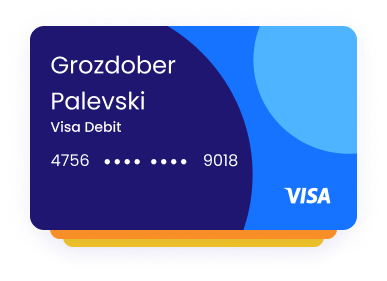 Grozdober
Palevski
Visa Debit
4756 •••• •••• 9018
VISA